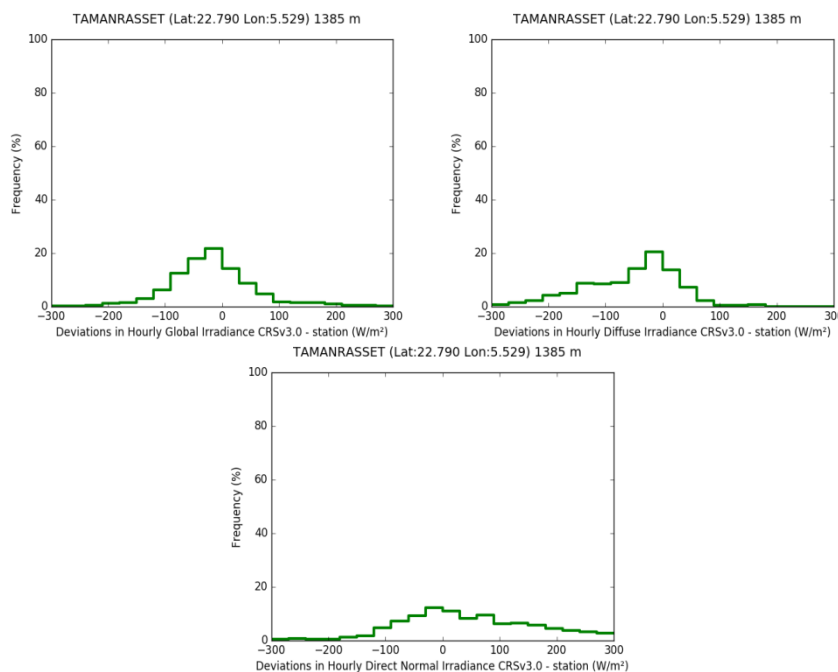 TAMANRASSET (Lat:22.790 Lon:5.529) 1385 m
100
80
60
40
20
0
Frequency (%)
−300 −200 −100 0 100 200 300
Deviations in Hourly Global Irradiance CRSv3.0 - station (W/m²)
TAMANRASSET (Lat:22.790 Lon:5.529) 1385 m
100
80
60
40
20
0
Frequency (%)
−300 −200 −100 0 100 200 300
Deviations in Hourly Diffuse Irradiance CRSv3.0 - station (W/m²)
TAMANRASSET (Lat:22.790 Lon:5.529) 1385 m
100
80
60
40
20
0
Frequency (%)
−300 −200 −100 0 100 200 300
Deviations in Hourly Direct Normal Irradiance CRSv3.0 - station (W/m²)